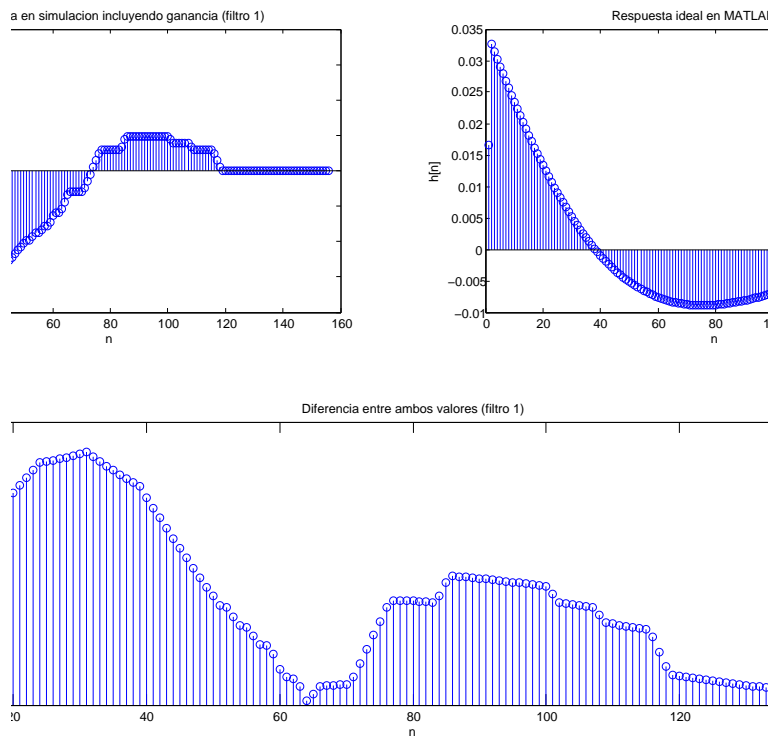 a en simulacion incluyendo ganancia (filtro 1)
60 80 100 120 140 160
n
Respuesta ideal en MATLA
0.035
0.03
0.025
0.02
0.015
0.01
0.005
0
−0.005
−0.01
h[n]
0 20 40 60 80
n
Diferencia entre ambos valores (filtro 1)
20 40 60 80 100 120
n